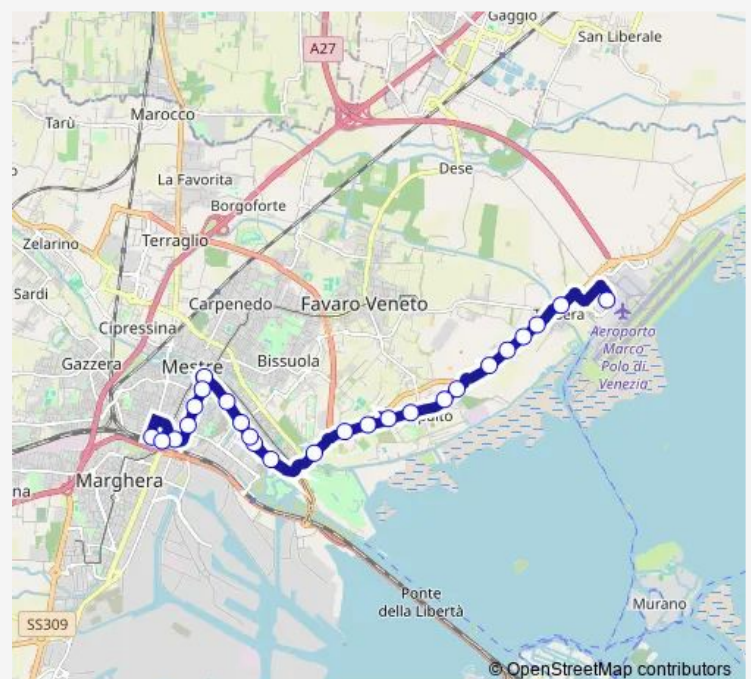 Gaggio
San Liberale
A27
Tarù
Marocco
Dese
La Favorita
Borgoforte
Terraglio
Zelarino
Sardi
Carpenedo
Favaro Veneto
Cipressina
Gazzera
Mestre
Bissuola
Aeroporto
Marco
Polo di
Venezia
Marghera
na
Ponte
della Libertà
Murano
SS309
© OpenStreetMap contributors